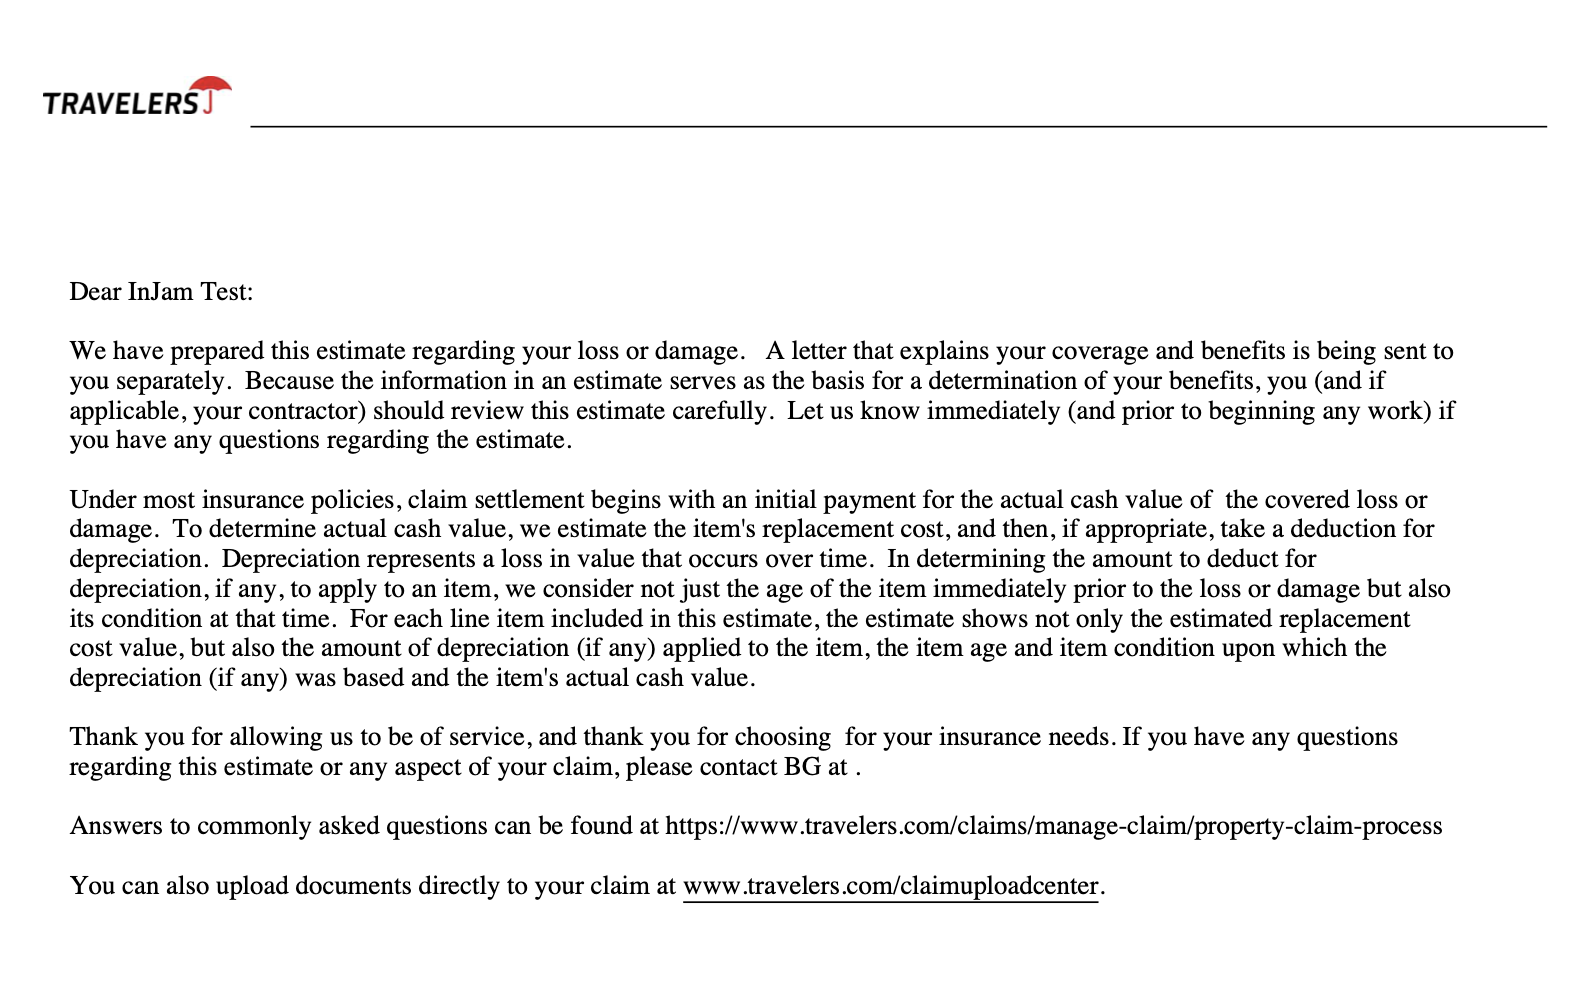 TRAVELERS
Dear InJam Test:
We have prepared this estimate regarding your loss or damage.   A letter that explains your coverage and benefits is being sent to
you separately.  Because the information in an estimate serves as the basis for a determination of your benefits, you (and if
applicable, your contractor) should review this estimate carefully.  Let us know immediately (and prior to beginning any work) if
you have any questions regarding the estimate.
Under most insurance policies, claim settlement begins with an initial payment for the actual cash value of  the covered loss or
damage.  To determine actual cash value, we estimate the item's replacement cost, and then, if appropriate, take a deduction for
depreciation.  Depreciation represents a loss in value that occurs over time.  In determining the amount to deduct for
depreciation, if any, to apply to an item, we consider not just the age of the item immediately prior to the loss or damage but also
its condition at that time.  For each line item included in this estimate, the estimate shows not only the estimated replacement
cost value, but also the amount of depreciation (if any) applied to the item, the item age and item condition upon which the
depreciation (if any) was based and the item's actual cash value.
Thank you for allowing us to be of service, and thank you for choosing  for your insurance needs. If you have any questions
regarding this estimate or any aspect of your claim, please contact BG at .
Answers to commonly asked questions can be found at https://www.travelers.com/claims/manage-claim/property-claim-process
You can also upload documents directly to your claim at www.travelers.com/claimuploadcenter.